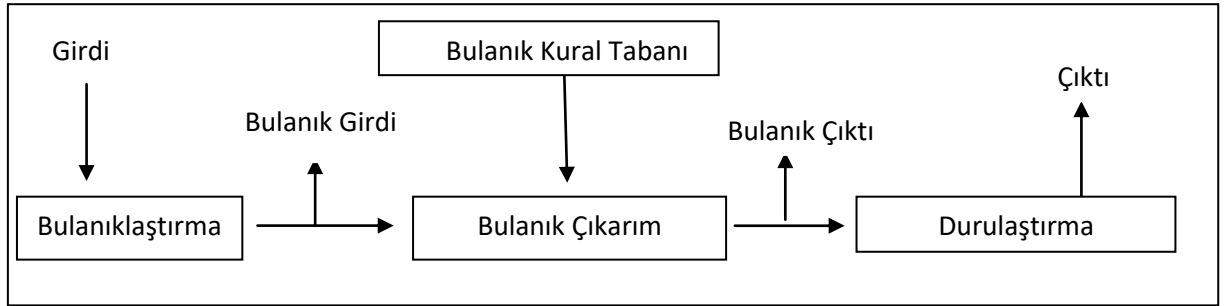 Girdi
Bulanık Kural Tabanı
Çıktı
Bulanık Girdi
Bulanık Çıktı
Bulanıklaştırma
Bulanık Çıkarım
Durulaştırma